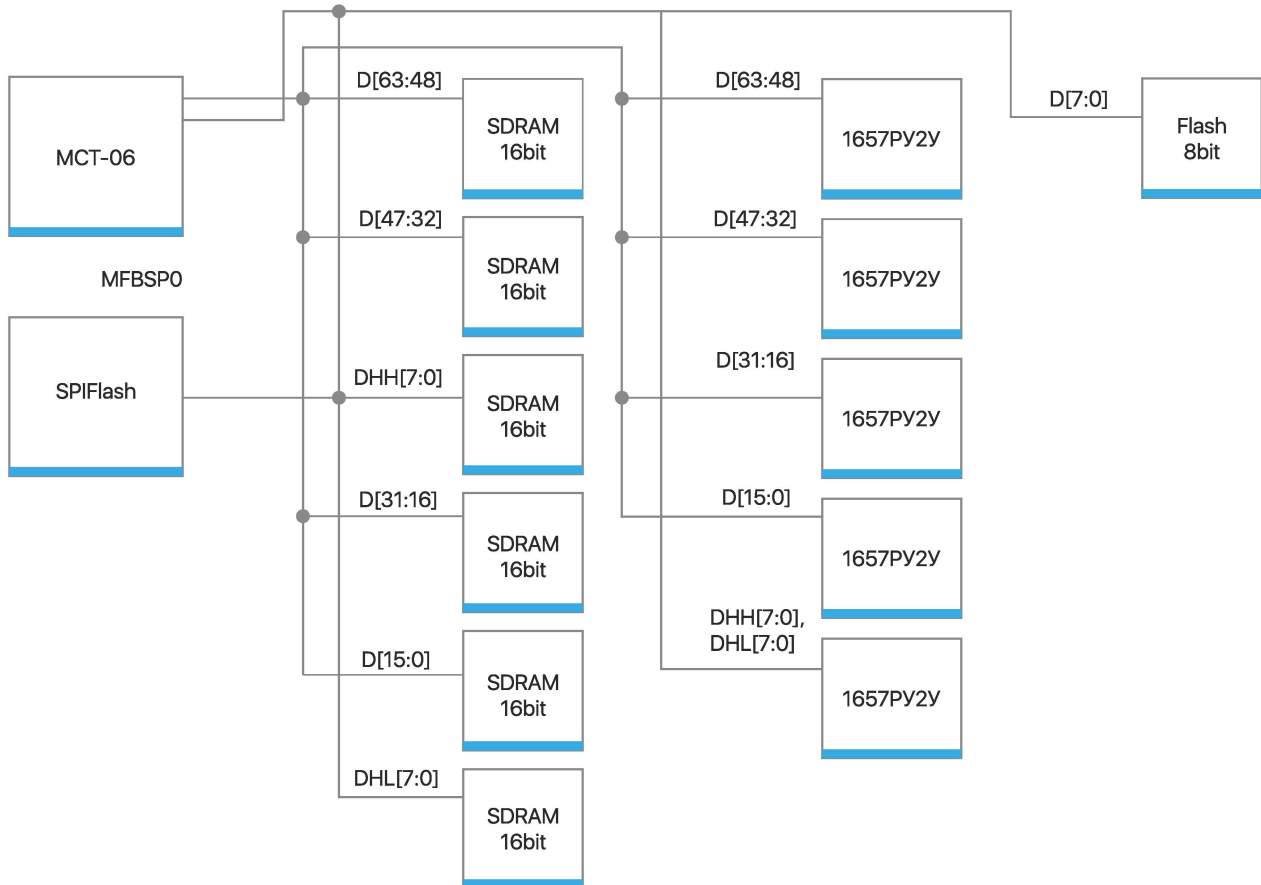 MCT-06
MFBSP0
SPIFlash
D[63:48]
SDRAM
16bit
D[47:32]
SDRAM
16bit
DHH[7:0]
SDRAM
16bit
D[31:16]
SDRAM
16bit
D[15:0]
SDRAM
16bit
DHL[7:0]
SDRAM
16bit
D[63:48]
1657РУ2У
D[47:32]
1657РУ2У
D[31:16]
1657РУ2У
D[15:0]
1657РУ2У
DHH[7:0],
DHL[7:0]
1657РУ2У
D[7:0]
Flash
8bit